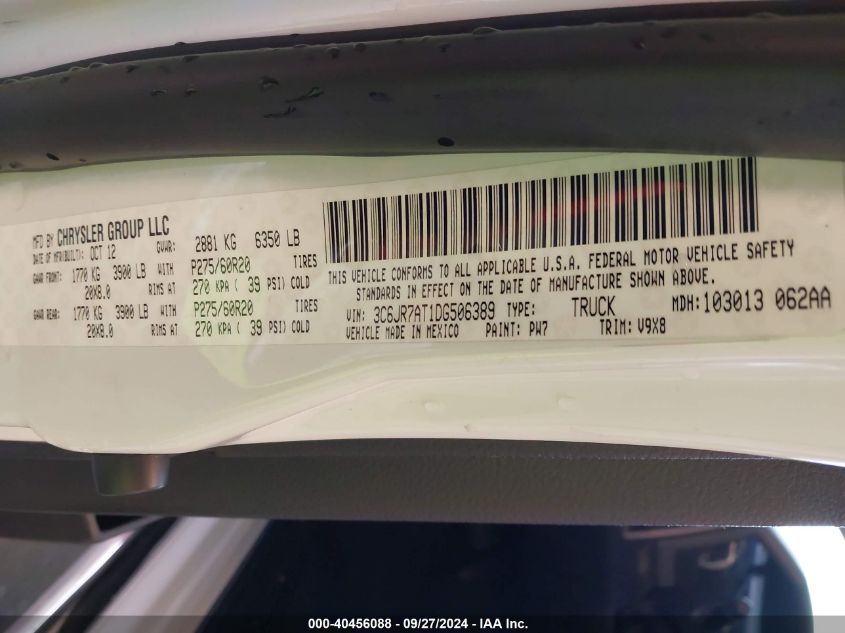 MFD BY CHRYSLER GROUP LLC
DATE OF MFR(BUILT): OCT 12 GVWR: 2881 KG 6350 LB
GAWR FRONT: 1770 KG 3900 LB WITH P275/60R20 TIRES
20X8.0 RIMS AT 270 KPA ( 39 PSI) COLD
GAWR REAR: 1770 KG 3900 LB WITH P275/60R20 TIRES
20X8.0 RIMS AT 270 KPA ( 39 PSI) COLD
THIS VEHICLE CONFORMS TO ALL APPLICABLE U.S.A. FEDERAL MOTOR VEHICLE SAFETY
STANDARDS IN EFFECT ON THE DATE OF MANUFACTURE SHOWN ABOVE.
VIN: 3C6JR7AT1DG506389 TYPE: TRUCK MDH: 103013 062AA
VEHICLE MADE IN MEXICO PAINT: PW7 TRIM: V9X8
000-40456088 - 09/27/2024 - IAA Inc.